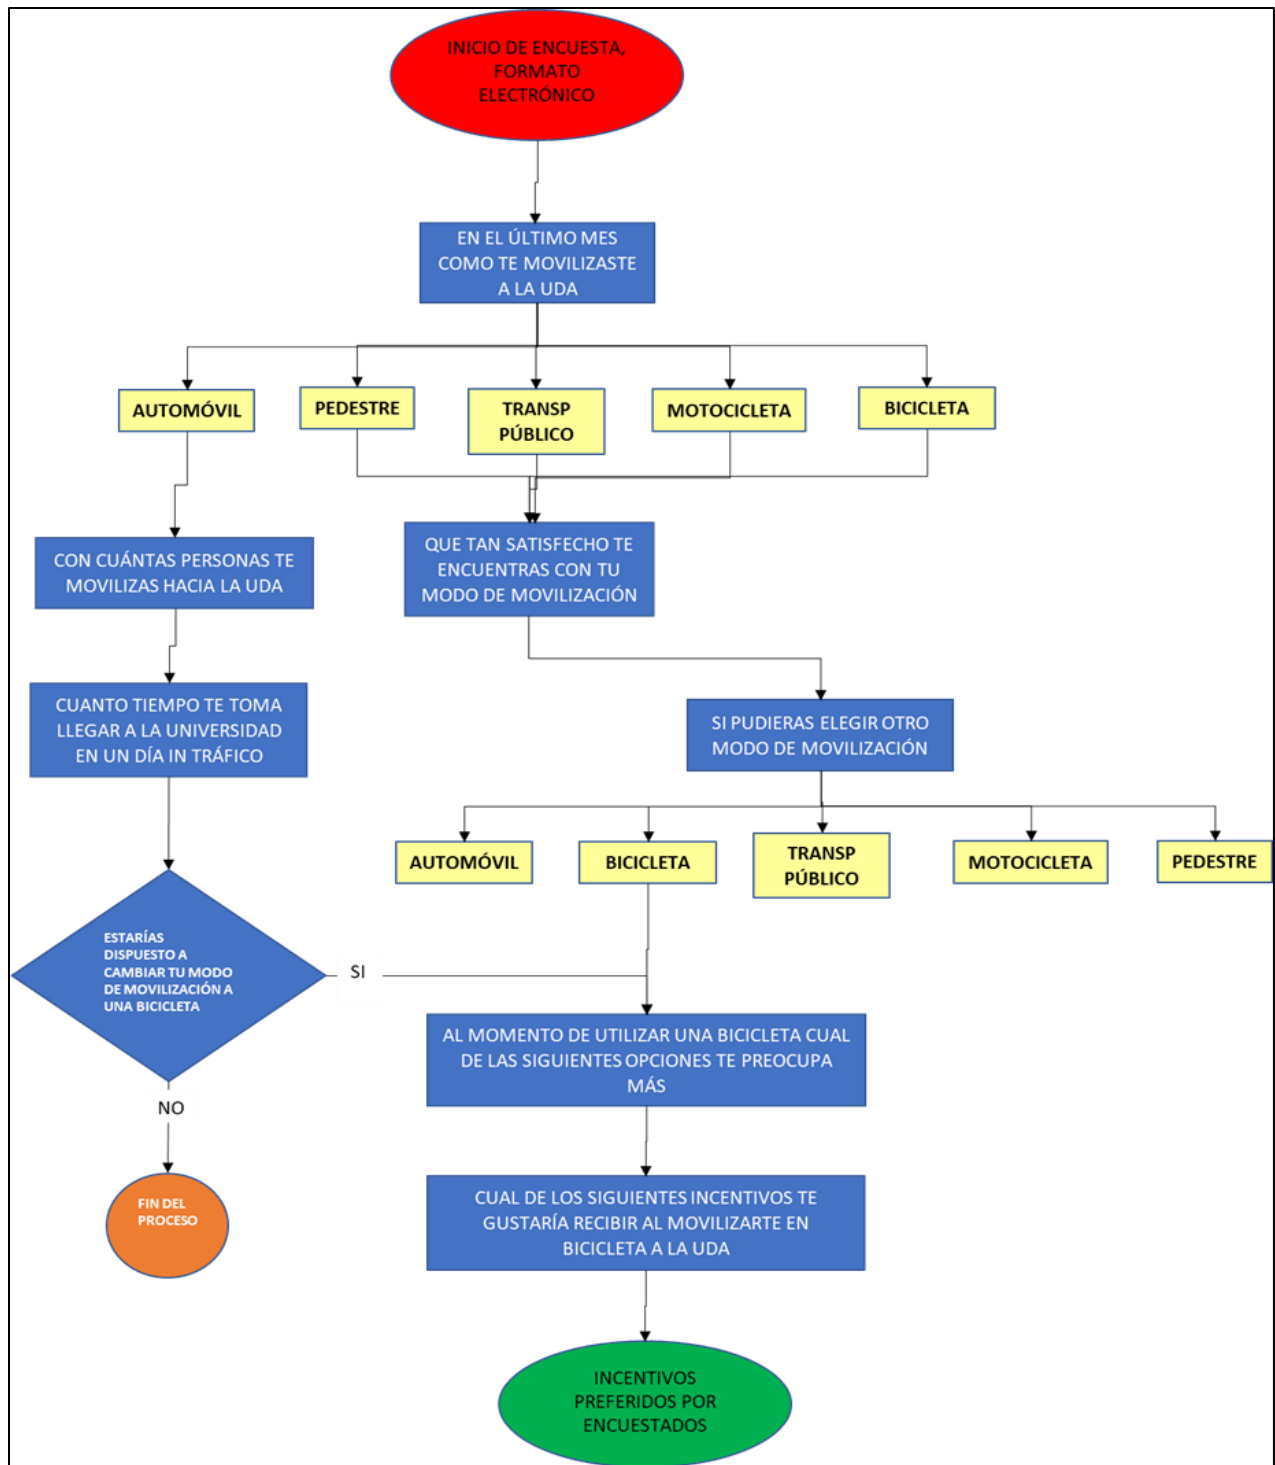 INICIO DE ENCUESTA,
FORMATO
ELECTRÓNICO
EN EL ÚLTIMO MES
COMO TE MOVILIZASTE
A LA UDA
AUTOMÓVIL
PEDESTRE
TRANSP
PÚBLICO
MOTOCICLETA
BICICLETA
CON CUÁNTAS PERSONAS TE
MOVILIZAS HACIA LA UDA
QUE TAN SATISFECHO TE
ENCUENTRAS CON TU
MODO DE MOVILIZACIÓN
CUANTO TIEMPO TE TOMA
LLEGAR A LA UNIVERSIDAD
EN UN DÍA IN TRÁFICO
SI PUDIERAS ELEGIR OTRO
MODO DE MOVILIZACIÓN
AUTOMÓVIL
BICICLETA
TRANSP
PÚBLICO
MOTOCICLETA
PEDESTRE
ESTARÍAS
DISPUESTO A
CAMBIAR TU MODO
DE MOVILIZACIÓN A
UNA BICICLETA
SI
NO
AL MOMENTO DE UTILIZAR UNA BICICLETA CUAL
DE LAS SIGUIENTES OPCIONES TE PREOCUPA
MÁS
FIN DEL
PROCESO
CUAL DE LOS SIGUIENTES INCENTIVOS TE
GUSTARÍA RECIBIR AL MOVILIZARTE EN
BICICLETA A LA UDA
INCENTIVOS
PREFERIDOS POR
ENCUESTADOS